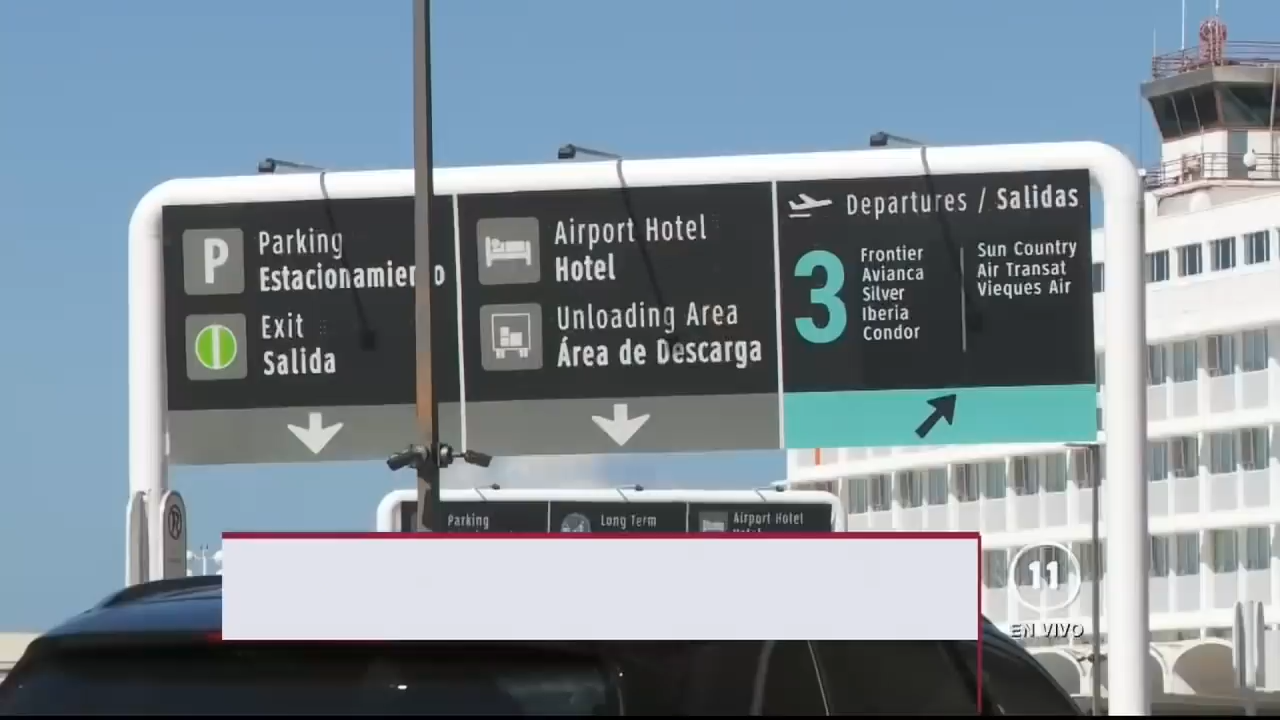 P
Parking
Estacionamie o
Exit
Salida
Airport Hotel
Hotel
Unloading Area
Área de Descarga
Departures / Salidas
3
Frontier
Avianca
Silver
Iberia
Condor
Sun Country
Air Transat
Vieques Air
Parking
Long Term
Airport Hotel
11
EN VIVO